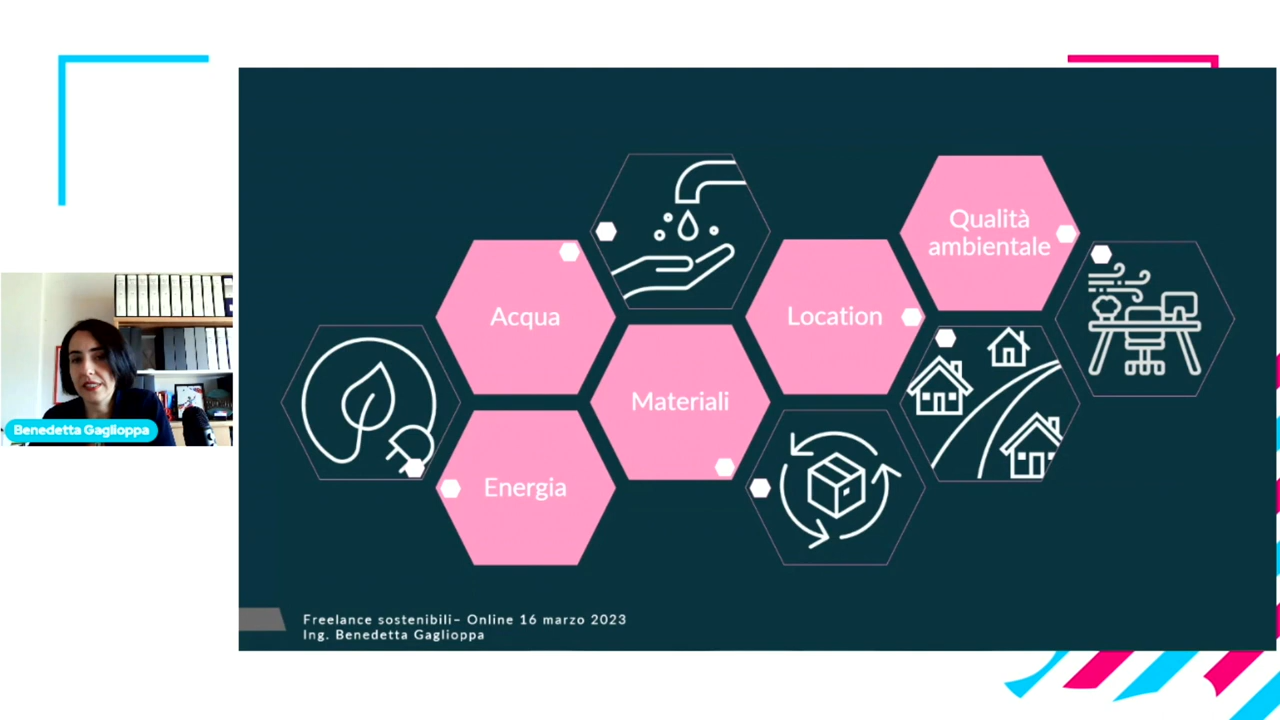 Qualità
ambientale
Acqua
Location
Materiali
Energia
Benedetta Gaglioppa
Freelance sostenibili– Online 16 marzo 2023
Ing. Benedetta Gaglioppa